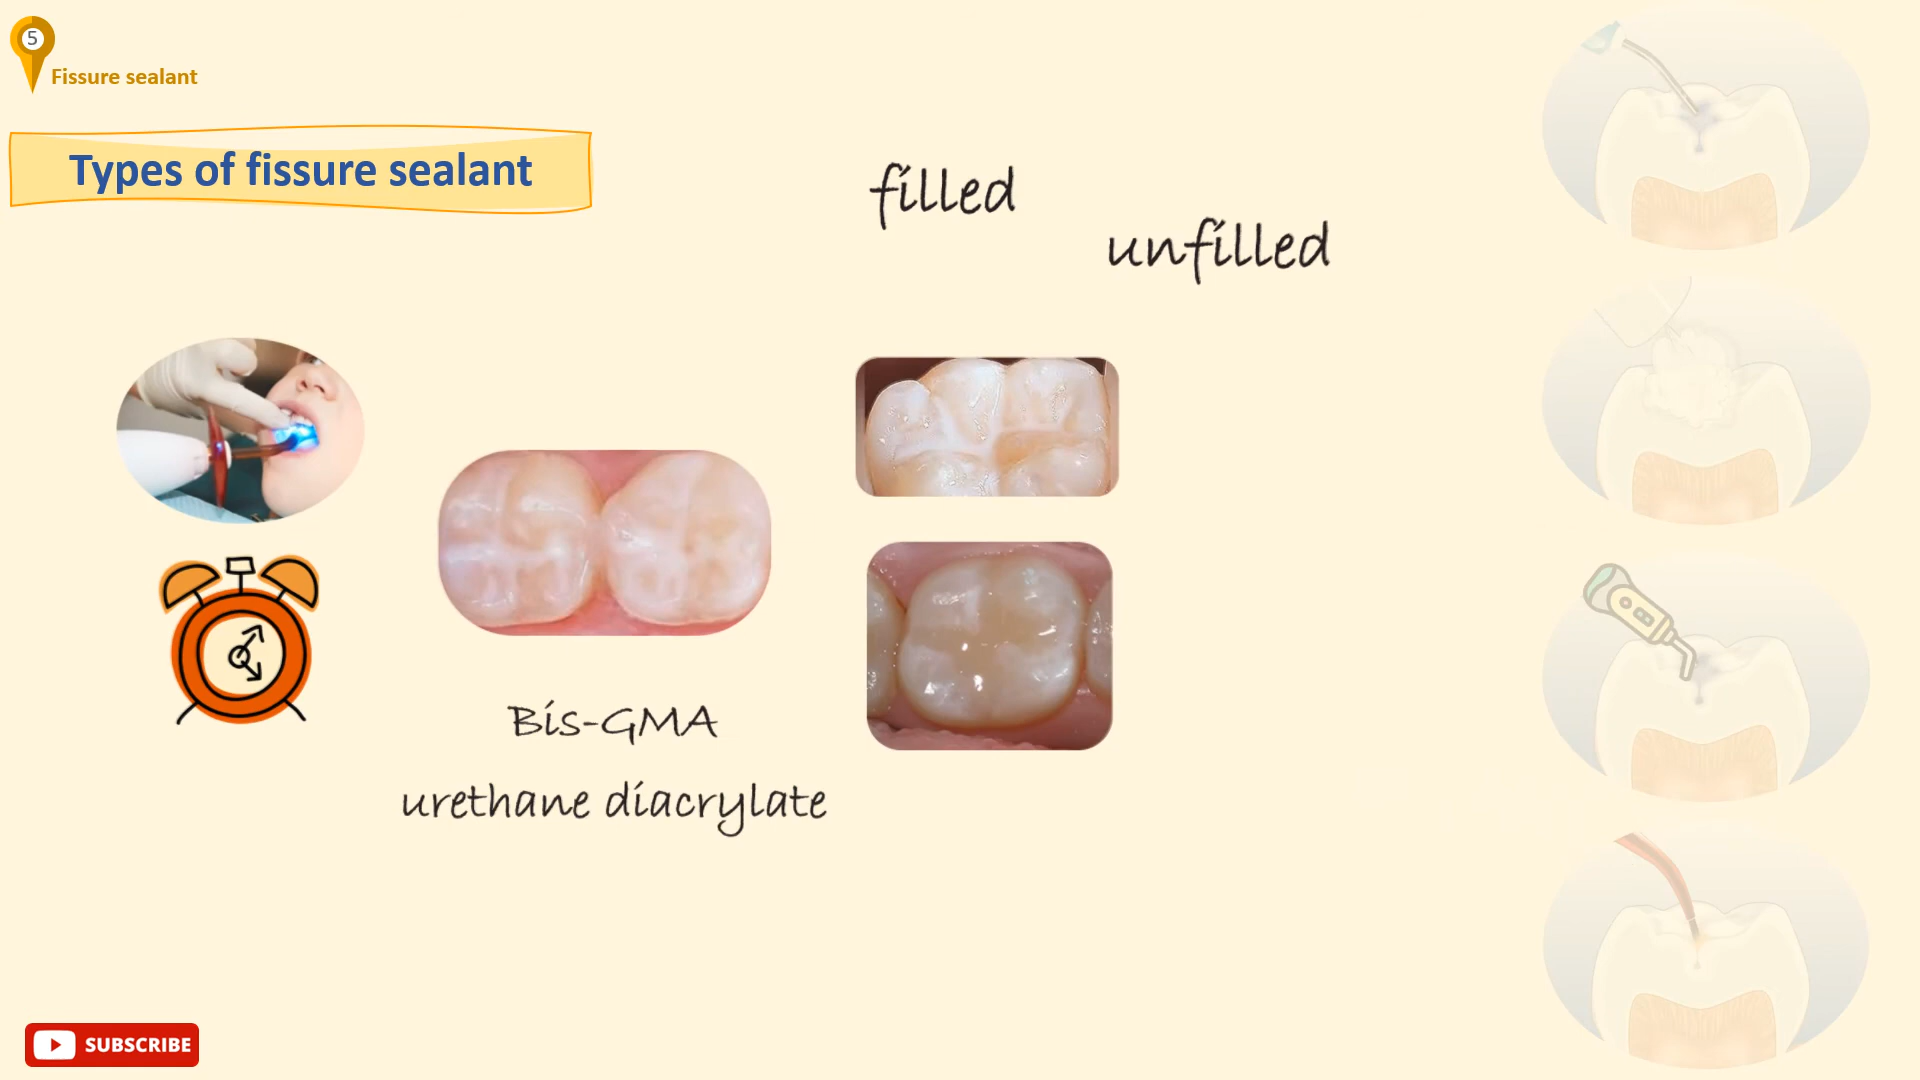 5
Fissure sealant
Types of fissure sealant
filled
unfilled
Bis-GMA
urethane diacrylate
SUBSCRIBE